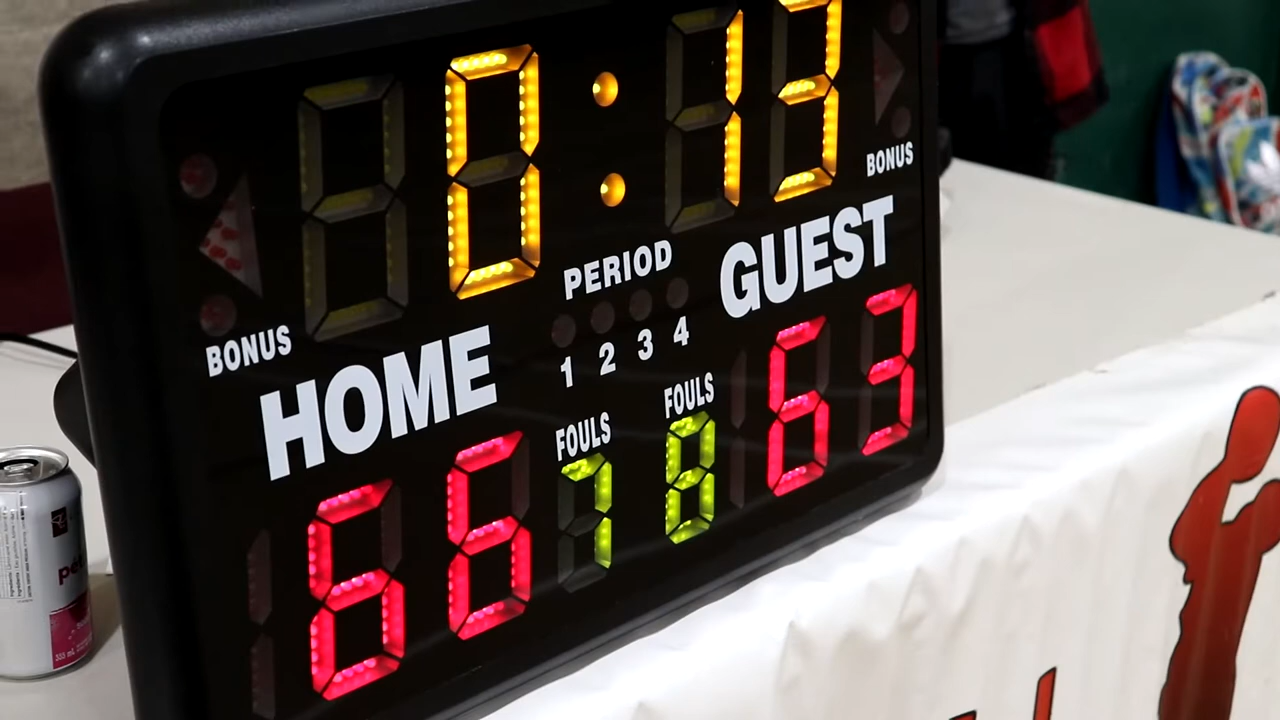 0:13
BONUS
PERIOD
GUEST
BONUS
HOME
1 2 3 4
FOULS
FOULS
66
7
8
63